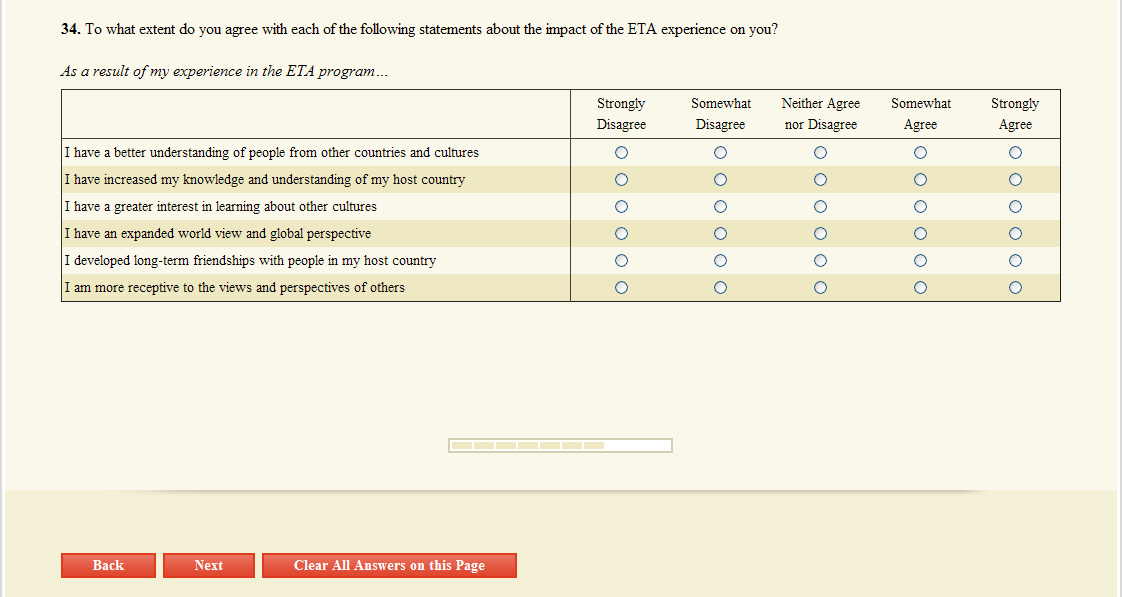 34. To what extent do you agree with each of the following statements about the impact of the ETA experience on you?
As a result of my experience in the ETA program...
Strongly Disagree
Somewhat Disagree
Neither Agree nor Disagree
Somewhat Agree
Strongly Agree
I have a better understanding of people from other countries and cultures
I have increased my knowledge and understanding of my host country
I have a greater interest in learning about other cultures
I have an expanded world view and global perspective
I developed long-term friendships with people in my host country
I am more receptive to the views and perspectives of others
Back
Next
Clear All Answers on this Page